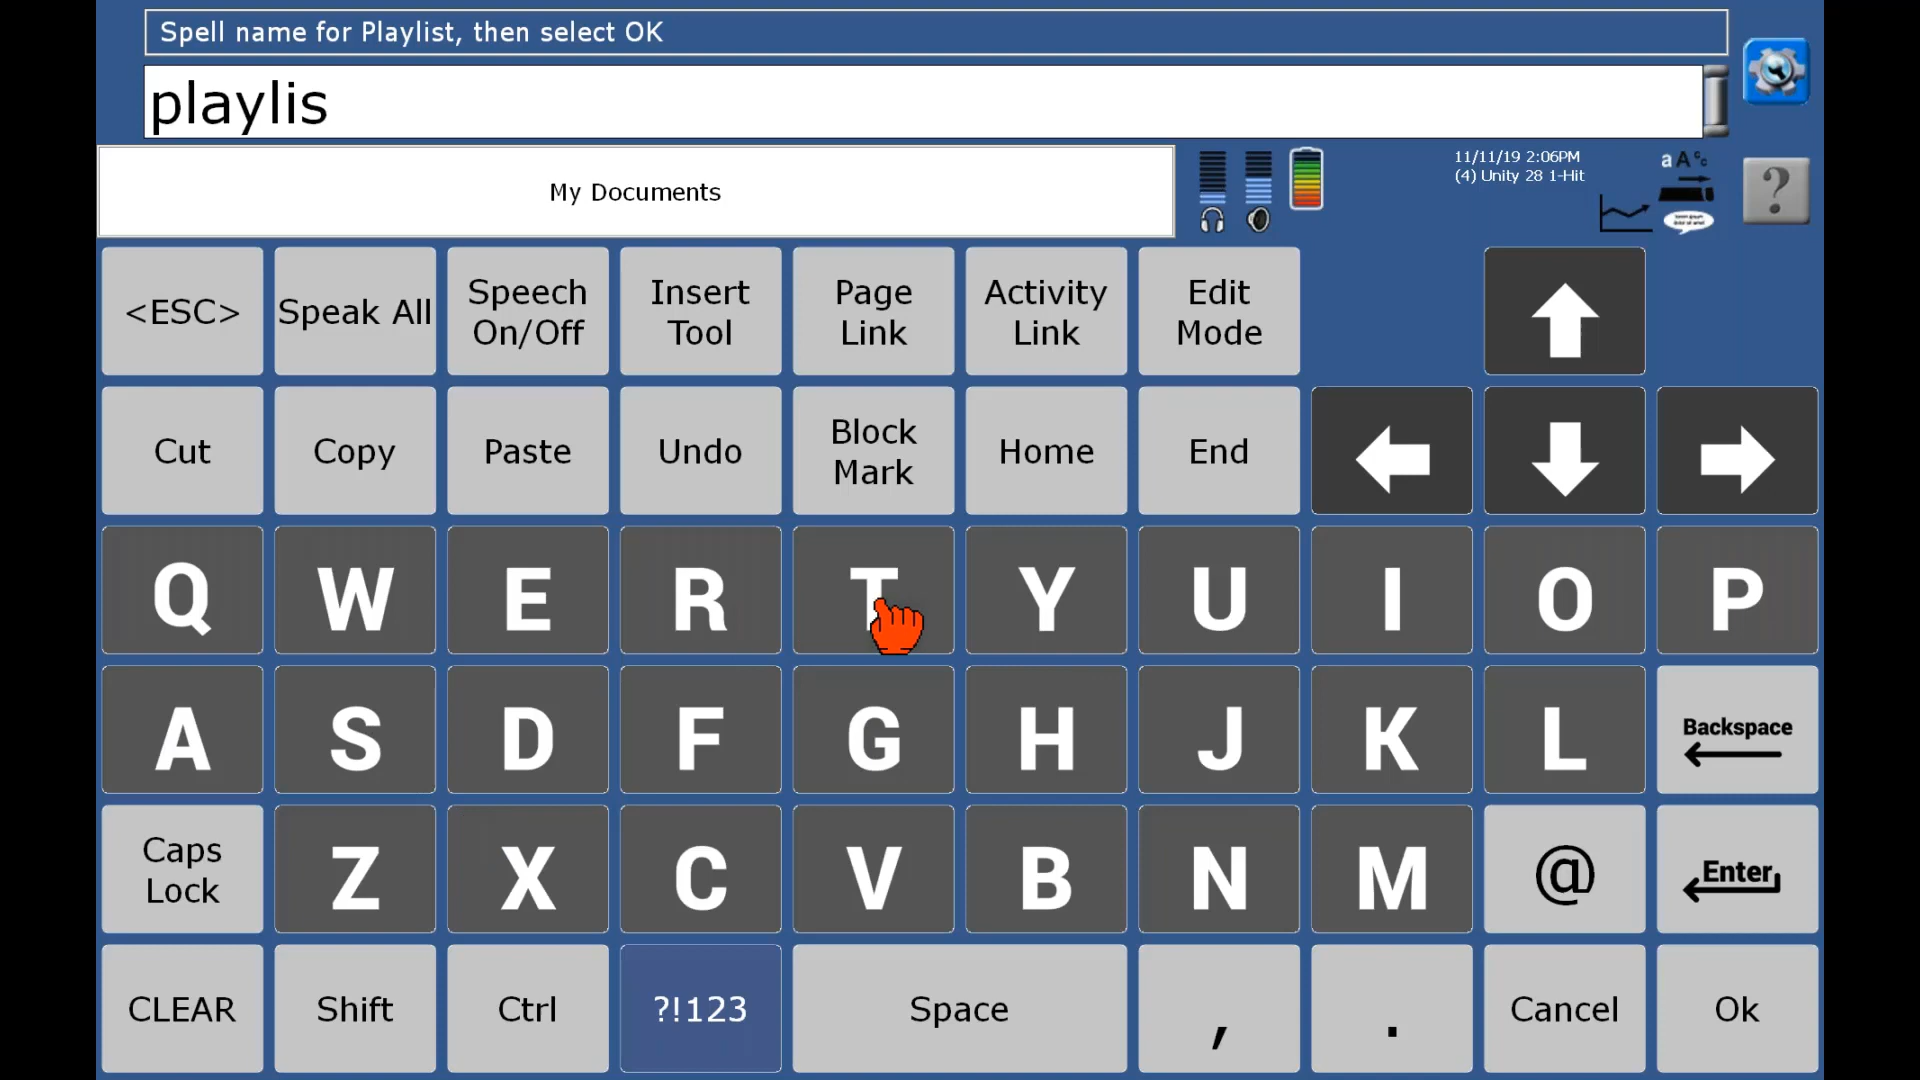 Spell name for Playlist, then select OK
playlis
My Documents
11/11/19 2:06PM
(4) Unity 28 1-Hit
aA
?
<ESC>
Speak All
Speech
On/Off
Insert
Tool
Page
Link
Activity
Link
Edit
Mode
Cut
Copy
Paste
Undo
Block
Mark
Home
End
Q W E R T Y U I O P
A S D F G H J K L
Backspace
Caps
Lock
Z X C V B N M @
Enter
CLEAR
Shift
Ctrl
?!123
Space
,
.
Cancel
Ok